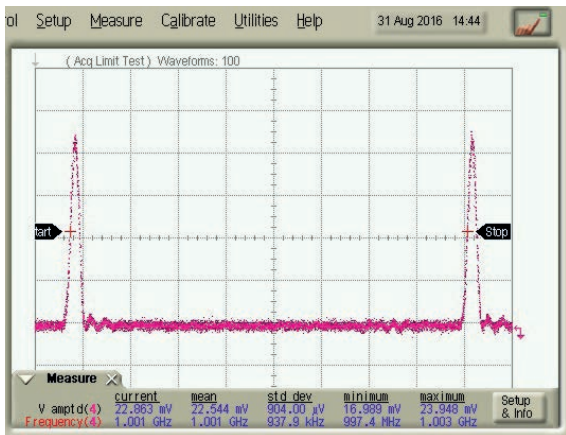 Setup Measure Calibrate Utilities Help 31 Aug 2016 14:44
( Acq Limit Test ) Waveforms: 100
tart Stop
Measure
current mean std dev minimum maximum
V amptd(4) 22.863 mV 22.544 mV 904.00 µV 16.989 mV 23.948 mV
Frequency(4) 1.001 GHz 1.001 GHz 937.9 kHz 997.4 MHz 1.003 GHz
Setup
& Info